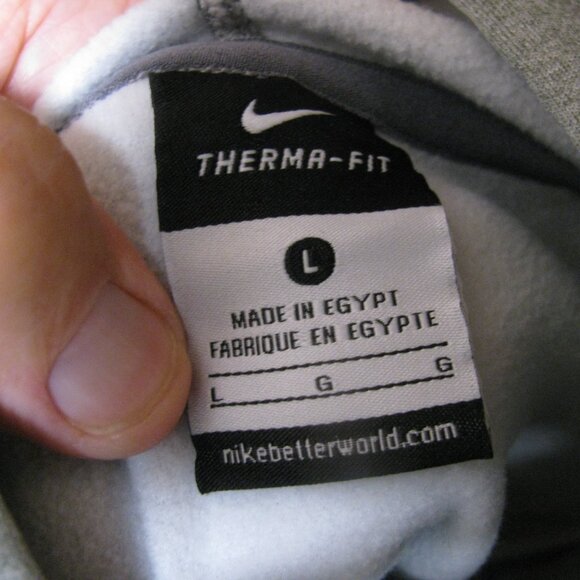 THERMA-FIT
L
MADE IN EGYPT
FABRIQUE EN EGYPTE
L G G
nikebetterworld.com